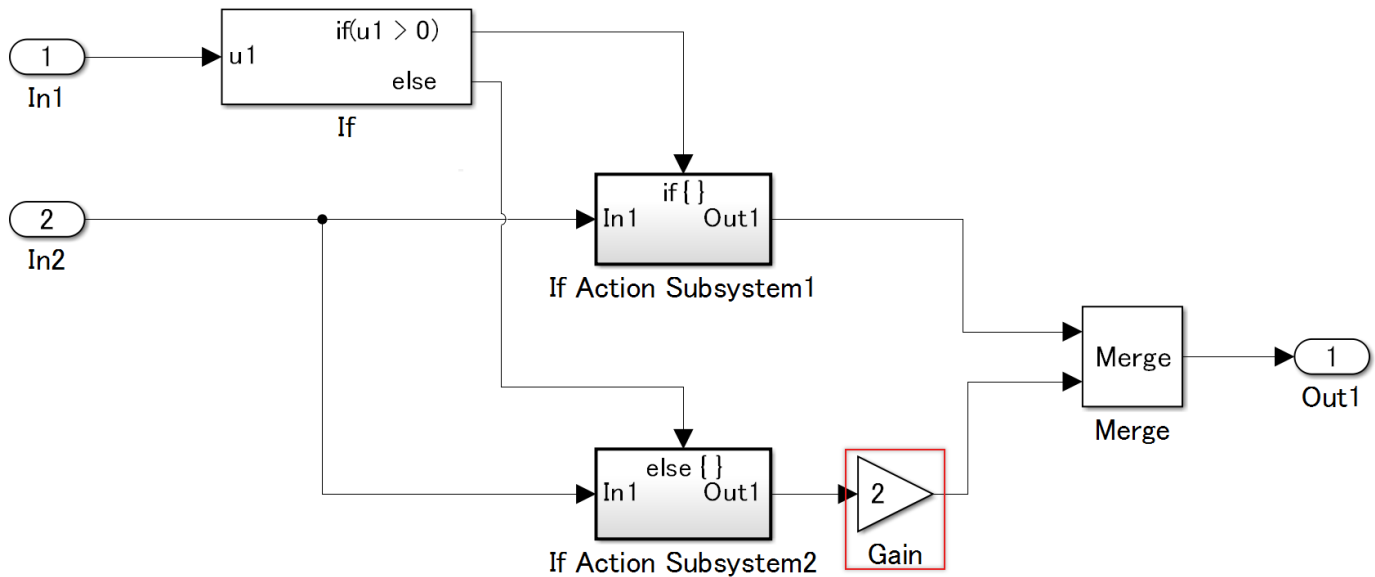 1
In1
u1
if(u1 > 0)
else
If
2
In2
if { }
In1
Out1
If Action Subsystem1
else { }
In1
Out1
If Action Subsystem2
2
Gain
Merge
Merge
1
Out1